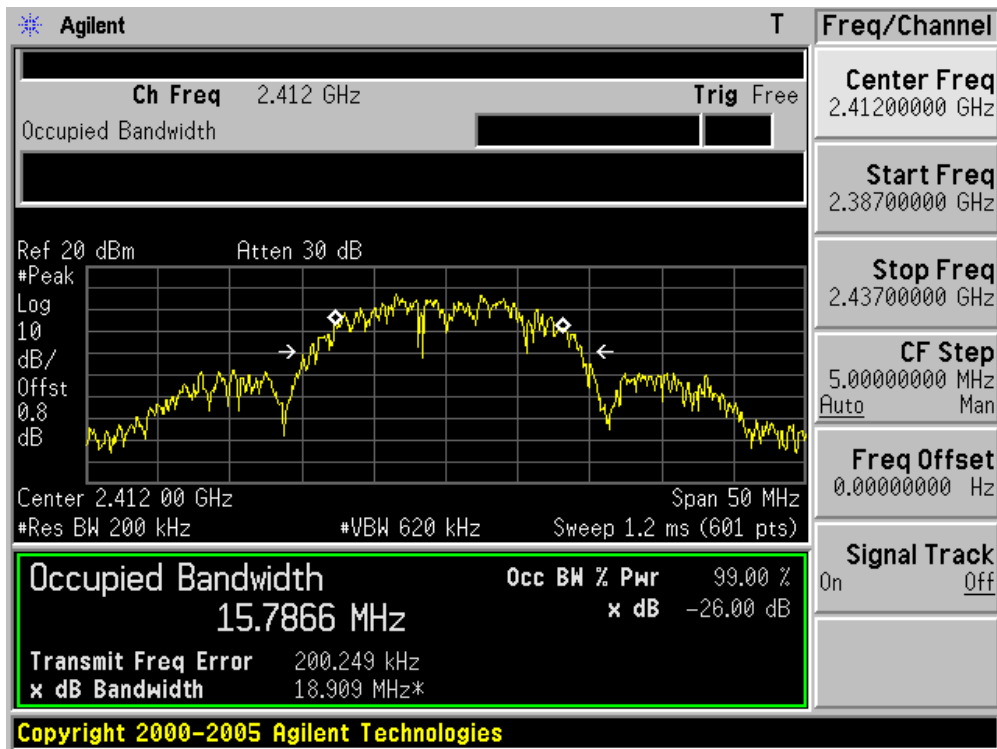 Agilent T
Ch Freq 2.412 GHz Trig Free
Occupied Bandwidth
Ref 20 dBm Atten 30 dB
#Peak
Log
10
dB/
Offst
0.8
dB
Center 2.412 00 GHz Span 50 MHz
#Res BW 200 kHz #VBW 620 kHz Sweep 1.2 ms (601 pts)
Occupied Bandwidth Occ BW % Pwr 99.00 %
15.7866 MHz x dB -26.00 dB
Transmit Freq Error 200.249 kHz
x dB Bandwidth 18.909 MHz*
Copyright 2000-2005 Agilent Technologies
Freq/Channel
Center Freq
2.41200000 GHz
Start Freq
2.38700000 GHz
Stop Freq
2.43700000 GHz
CF Step
5.00000000 MHz
Auto Man
Freq Offset
0.00000000 Hz
Signal Track
On Off